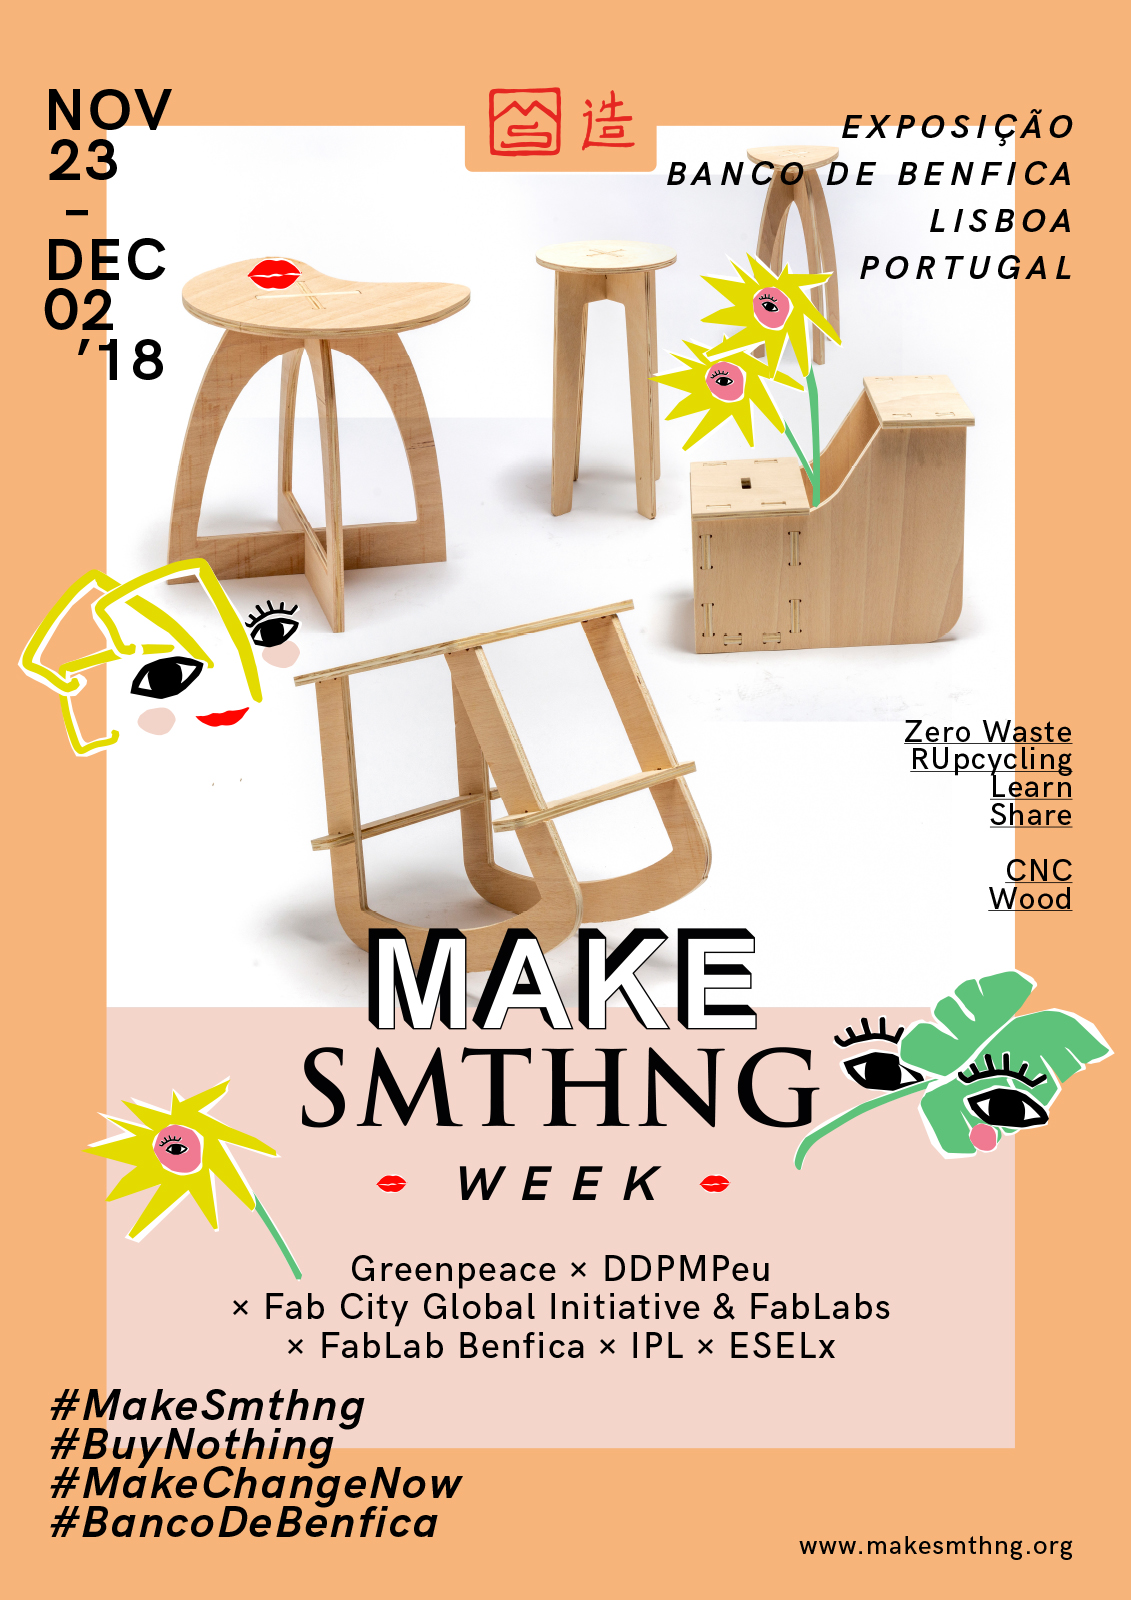 NOV
23
–
DEC
02
'18
造
EXPOSIÇÃO
BANCO DE BENFICA
LISBOA
PORTUGAL
Zero Waste
RUpcycling
Learn
Share
CNC
Wood
MAKE
SMTHNG
WEEK
Greenpeace × DDPMPeu
× Fab City Global Initiative & FabLabs
× FabLab Benfica × IPL × ESELx
#MakeSmthng
#BuyNothing
#MakeChangeNow
#BancoDeBenfica
www.makesmthng.org